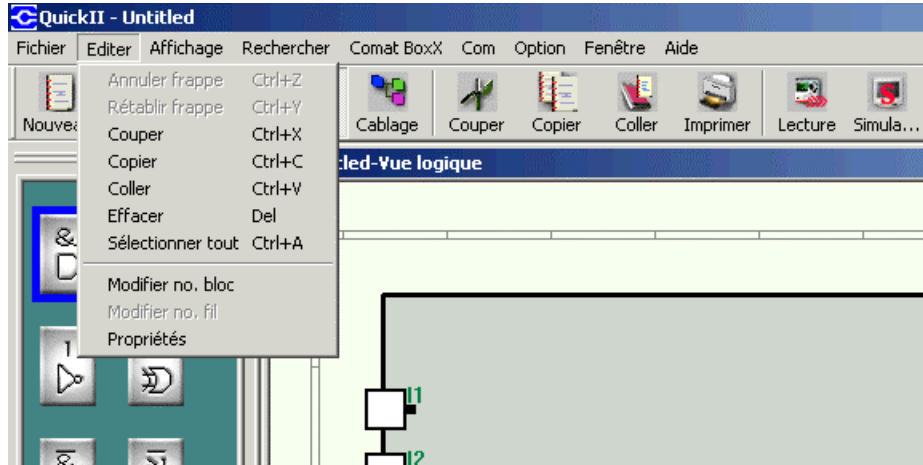 QuickII - Untitled
Fichier Editer Affichage Rechercher Comat BoxX Com Option Fenêtre Aide
Annuler frappe Ctrl+Z
Rétablir frappe Ctrl+Y
Couper Ctrl+X
Copier Ctrl+C
Coller Ctrl+V
Effacer Del
Sélectionner tout Ctrl+A
Modifier no. bloc
Modifier no. fil
Propriétés
Nouvea Cablage Couper Copier Coller Imprimer Lecture Simula...
tled-Vue logique
&
1
&
I1
I2